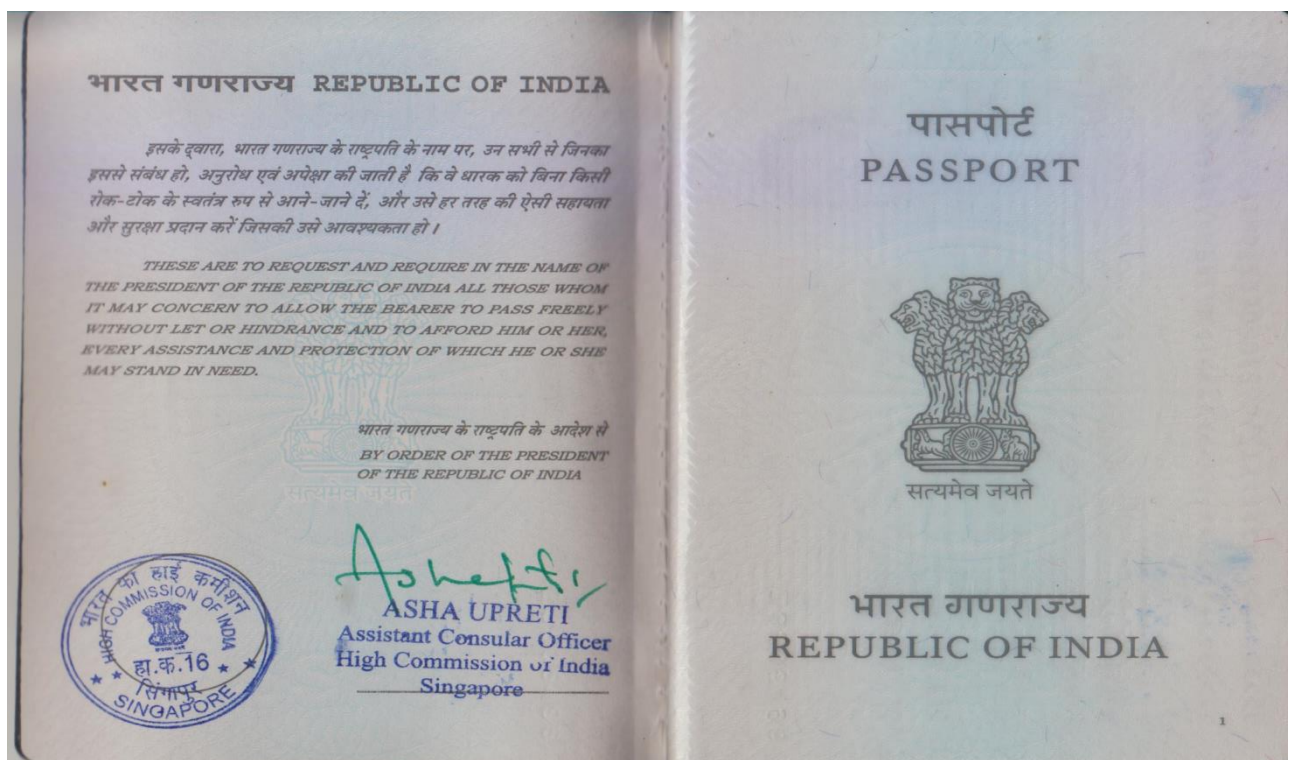 भारत गणराज्य REPUBLIC OF INDIA
इसके द्वारा, भारत गणराज्य के राष्ट्रपति के नाम पर, उन सभी से जिनका
इससे संबंध हो, अनुरोध एवं अपेक्षा की जाती है कि वे धारक को बिना किसी
रोक-टोक के स्वतंत्र रुप से आने-जाने दें, और उसे हर तरह की ऐसी सहायता
और सुरक्षा प्रदान करें जिसकी उसे आवश्यकता हो ।
THESE ARE TO REQUEST AND REQUIRE IN THE NAME OF
THE PRESIDENT OF THE REPUBLIC OF INDIA ALL THOSE WHOM
IT MAY CONCERN TO ALLOW THE BEARER TO PASS FREELY
WITHOUT LET OR HINDRANCE AND TO AFFORD HIM OR HER,
EVERY ASSISTANCE AND PROTECTION OF WHICH HE OR SHE
MAY STAND IN NEED.
भारत गणराज्य के राष्ट्रपति के आदेश से
BY ORDER OF THE PRESIDENT
OF THE REPUBLIC OF INDIA
सत्यमेव जयते
ASHA UPRETI
Assistant Consular Officer
High Commission of India
Singapore
भारत का हाई कमीशन
HIGH COMMISSION OF INDIA
हा.क.16
सिंगापुर
SINGAPORE
पासपोर्ट
PASSPORT
सत्यमेव जयते
भारत गणराज्य
REPUBLIC OF INDIA
1